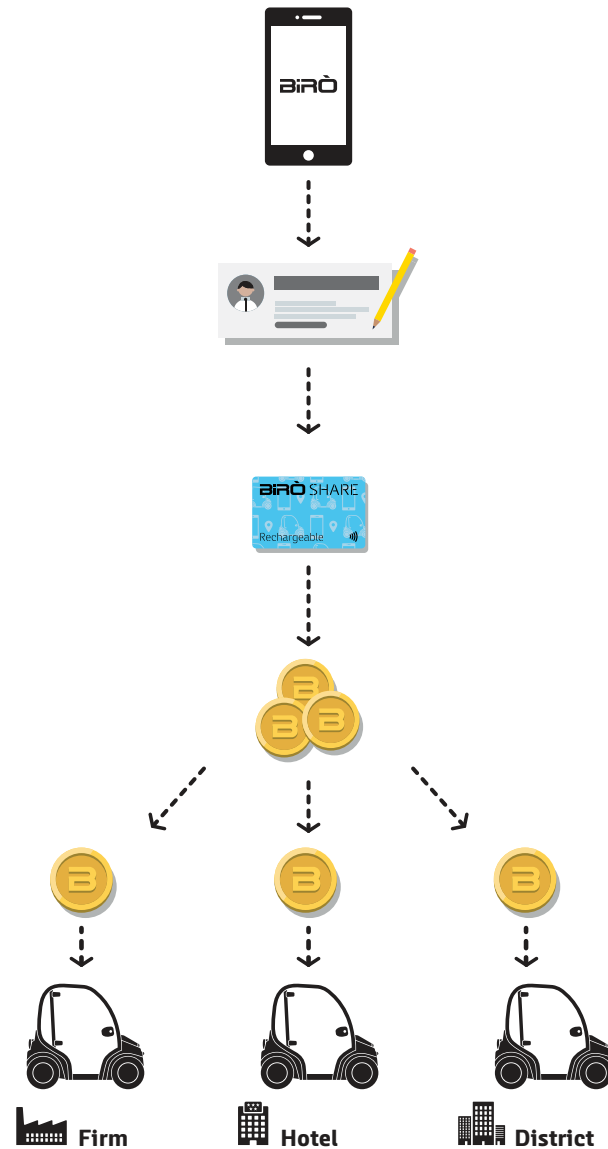 BIRÒ
BIRÒ SHARE
Rechargeable
B
B
B
B
B
B
Firm
Hotel
District